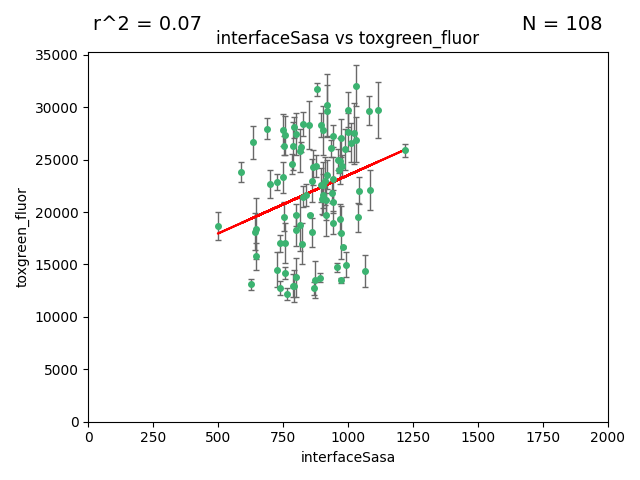 r^2 = 0.07
N = 108
interfaceSasa vs toxgreen_fluor
35000
30000
25000
20000
15000
10000
5000
0
toxgreen_fluor
0 250 500 750 1000 1250 1500 1750 2000
interfaceSasa